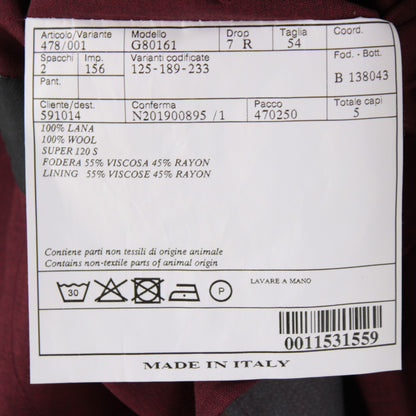 Articolo/Variante Modello Drop Taglia Coord.
478/001 G80161 7 R 54
Spacchi Imp. Varianti codificate Fod. - Bott.
2 156 125-189-233
Pant. B 138043
Cliente/dest. Conferma Pacco Totale capi
591014 N201900895 /1 470250 5
100% LANA
100% WOOL
SUPER 120 S
FODERA 55% VISCOSA 45% RAYON
LINING 55% VISCOSE 45% RAYON
Contiene parti non tessili di origine animale
Contains non-textile parts of animal origin
30 P LAVARE A MANO
0011531559
MADE IN ITALY